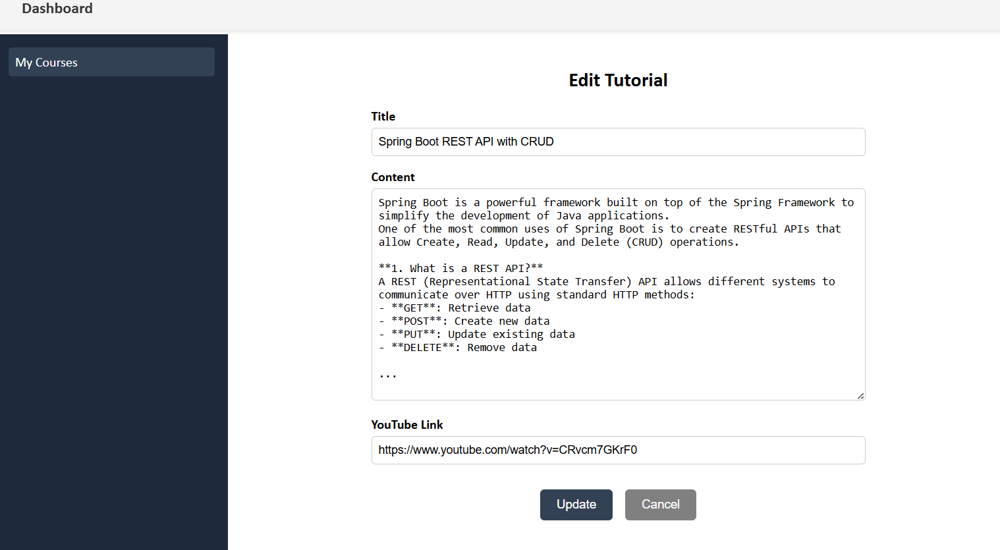 Dashboard
My Courses
Edit Tutorial
Title
Spring Boot REST API with CRUD
Content
Spring Boot is a powerful framework built on top of the Spring Framework to
simplify the development of Java applications.
One of the most common uses of Spring Boot is to create RESTful APIs that
allow Create, Read, Update, and Delete (CRUD) operations.
**1. What is a REST API?**
A REST (Representational State Transfer) API allows different systems to
communicate over HTTP using standard HTTP methods:
- **GET**: Retrieve data
- **POST**: Create new data
- **PUT**: Update existing data
- **DELETE**: Remove data
...
YouTube Link
https://www.youtube.com/watch?v=CRvcm7GKrF0
Update
Cancel